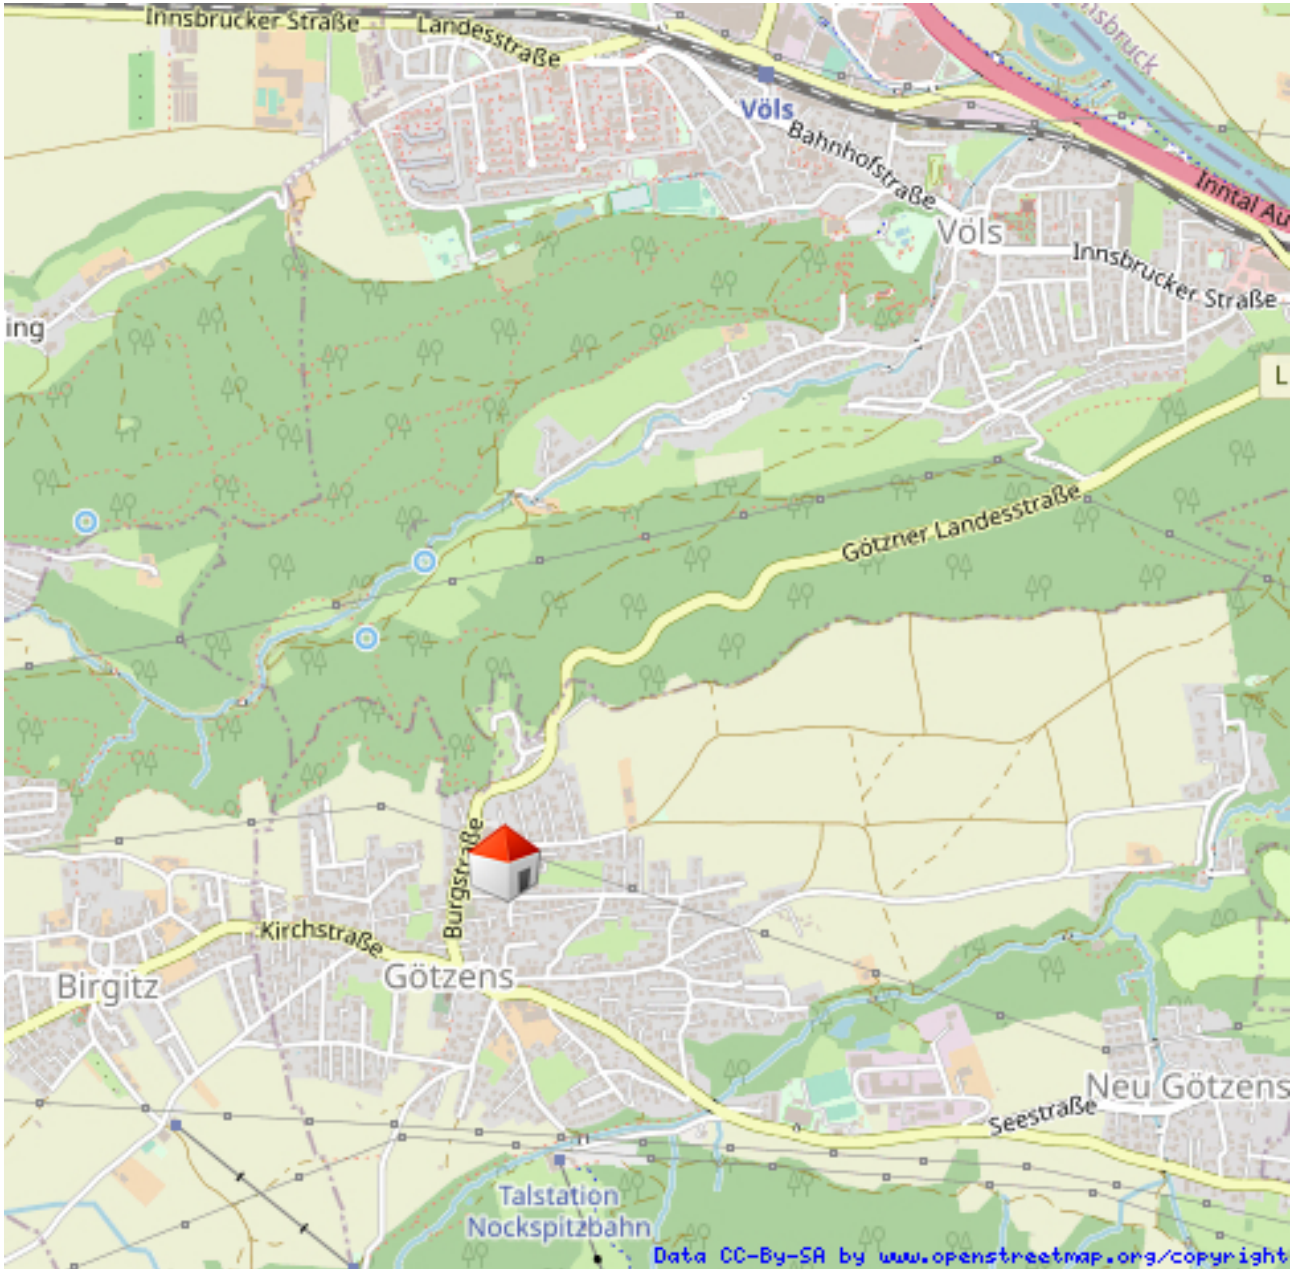 Innsbrucker Straße
Landesstraße
nsbruck
Völs
Bahnhofstraße
Inntal Au
Völs
Innsbrucker Straße
ing
L
Götzner Landesstraße
Burgstraße
Kirchstraße
Götzens
Birgitz
Neu Götzens
Seestraße
Talstation
Nockspitzbahn
Data CC-By-SA by www.openstreetmap.org/copyright